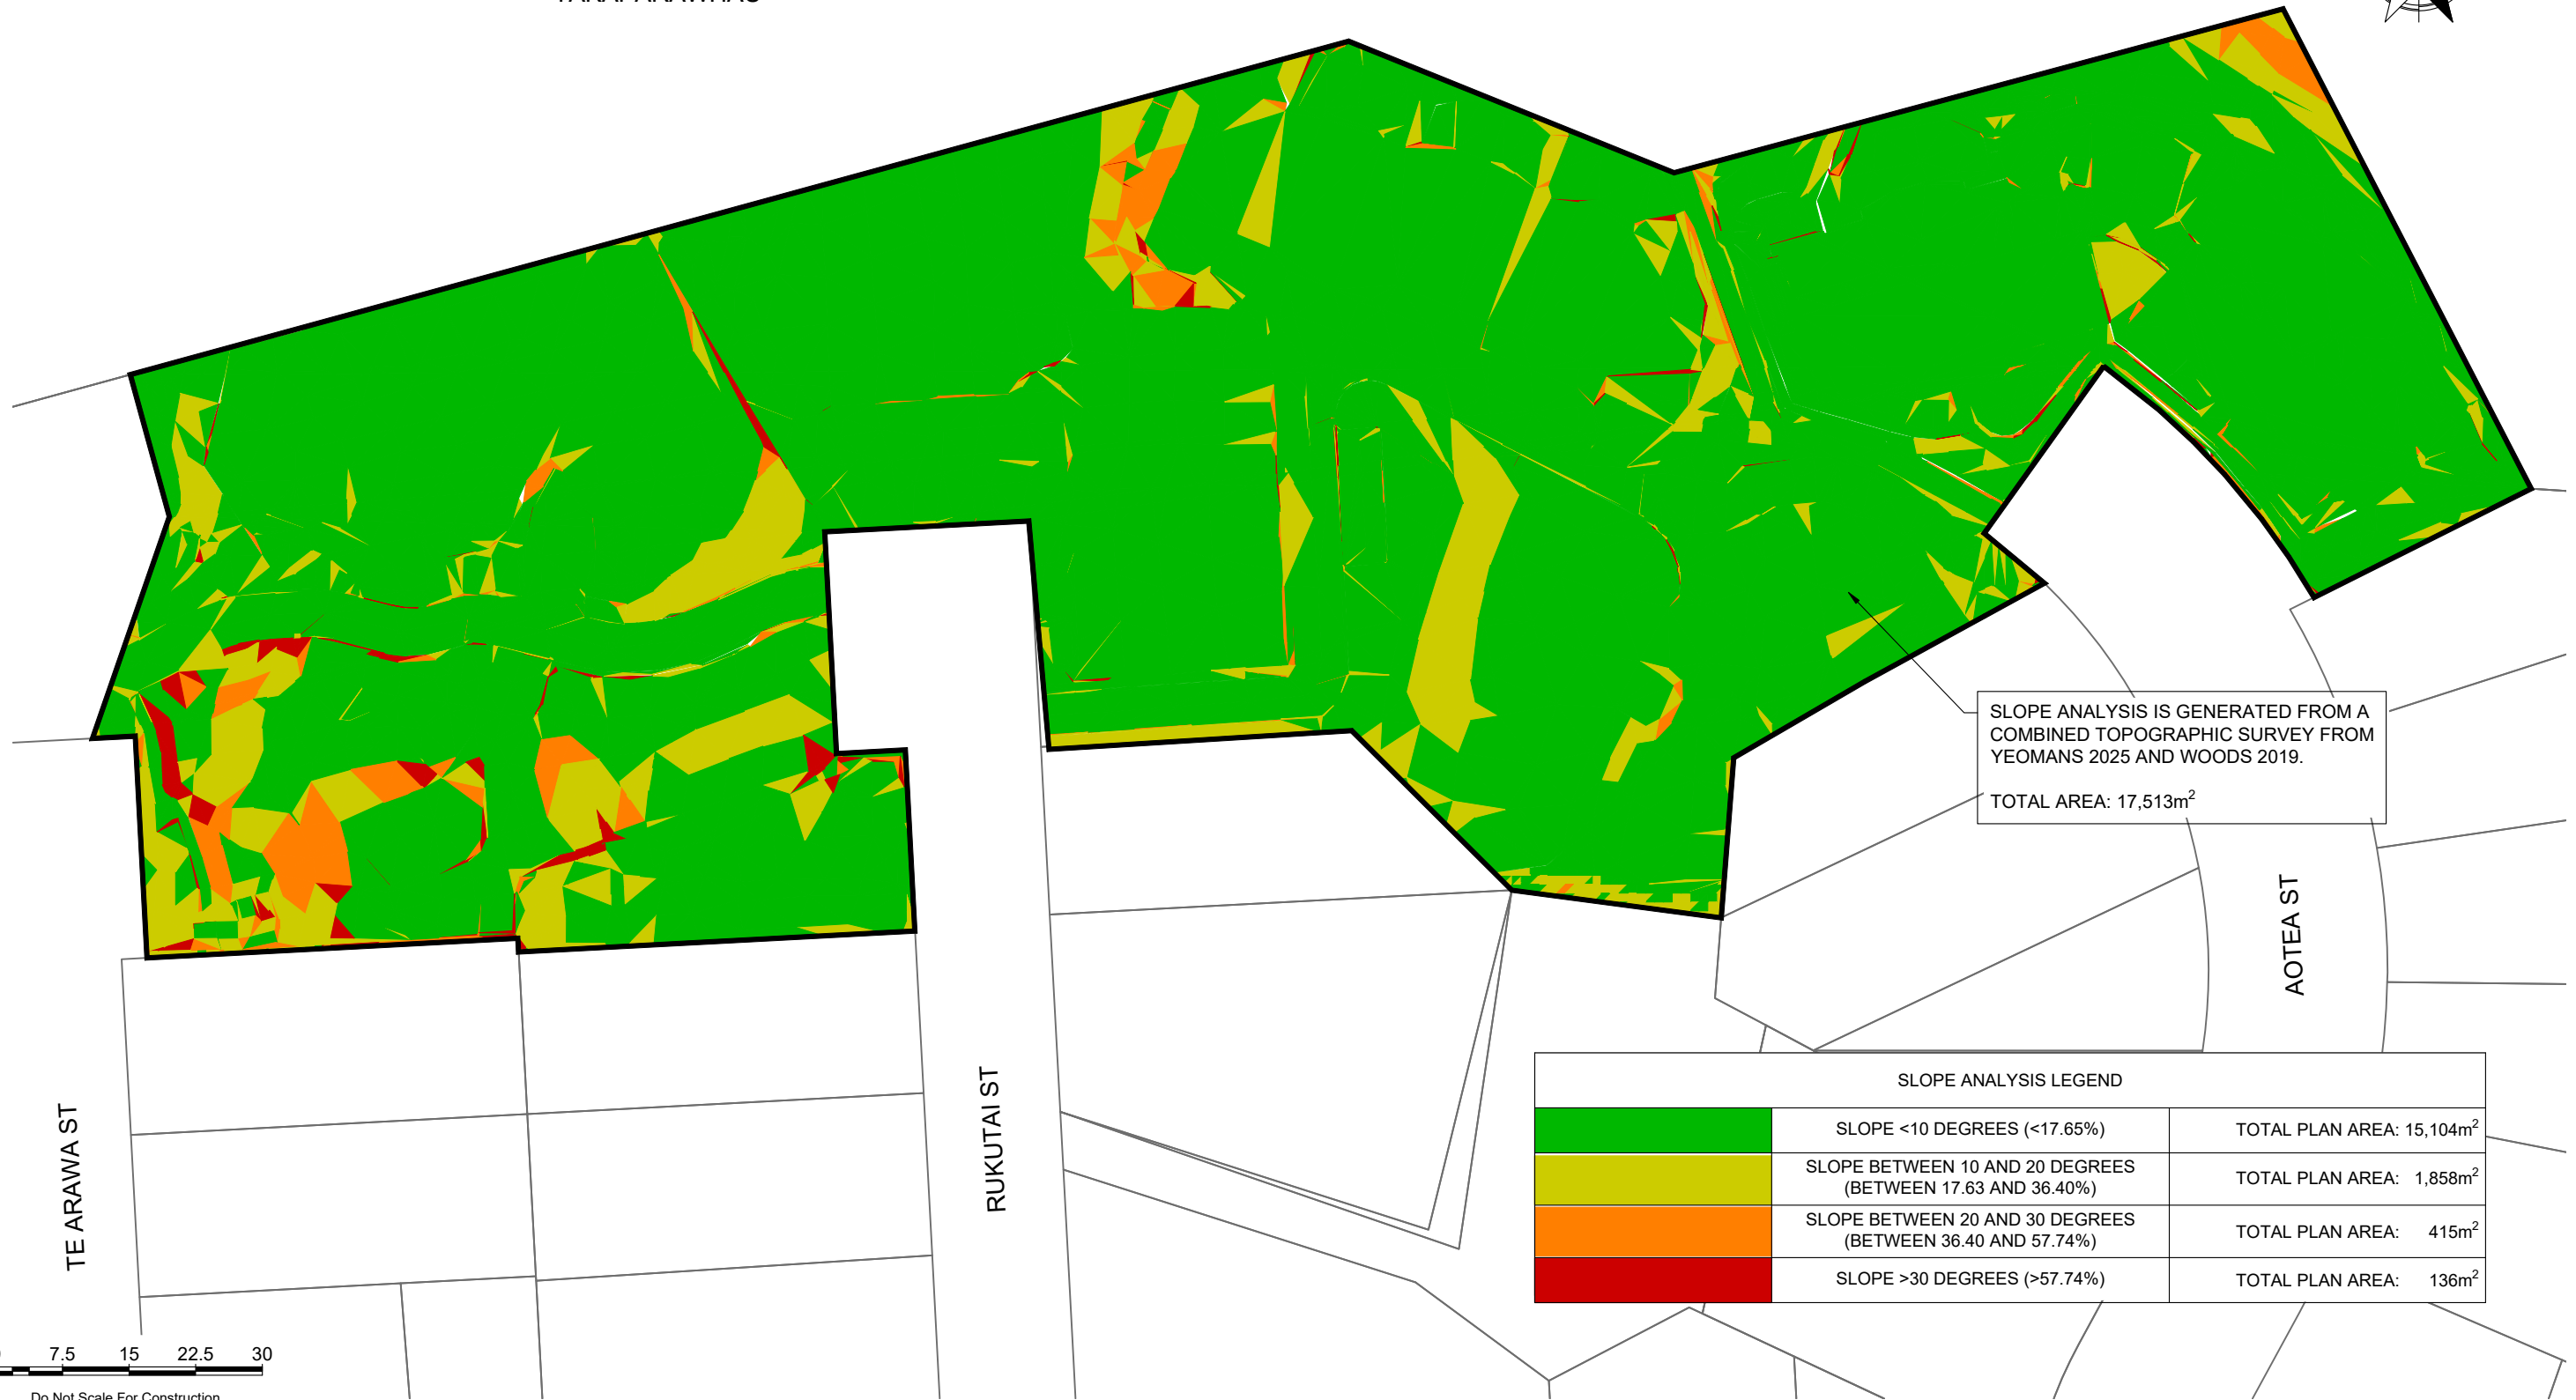 SLOPE ANALYSIS IS GENERATED FROM A
COMBINED TOPOGRAPHIC SURVEY FROM
YEOMANS 2025 AND WOODS 2019.
TOTAL AREA: 17,513m²
AOTEA ST
RUKUTAI ST
TE ARAWA ST
SLOPE ANALYSIS LEGEND
SLOPE <10 DEGREES (<17.65%) TOTAL PLAN AREA: 15,104m²
SLOPE BETWEEN 10 AND 20 DEGREES
(BETWEEN 17.63 AND 36.40%) TOTAL PLAN AREA: 1,858m²
SLOPE BETWEEN 20 AND 30 DEGREES
(BETWEEN 36.40 AND 57.74%) TOTAL PLAN AREA: 415m²
SLOPE >30 DEGREES (>57.74%) TOTAL PLAN AREA: 136m²
7.5 15 22.5 30
Do Not Scale For Construction